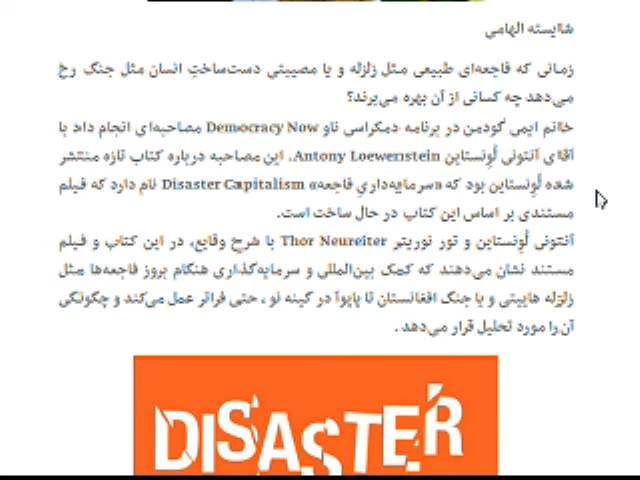 شایسته الهامی
زمانی که فاجعه‌ای طبیعی مثل زلزله و یا مصیبتی دست‌ساختِ انسان مثل جنگ رخ
می‌دهد چه کسانی از آن بهره می‌برند؟
خانم ایمی گودمن در برنامه دمکراسی ناو Democracy Now مصاحبه‌ای انجام داد با
آقای آنتونی لُوِنستاین Antony Loewenstein. این مصاحبه درباره کتاب تازه منتشر
شده لُوِنستاین بود که «سرمایه‌داریِ فاجعه» Disaster Capitalism نام دارد که فیلم
مستندی بر اساس این کتاب در حال ساخت است.
آنتونی لُوِنستاین و تور نوریتر Thor Neureiter با شرح وقایع، در این کتاب و فیلم
مستند نشان می‌دهند که کمک بین‌المللی و سرمایه‌گذاری هنگام بروز فاجعه‌ها مثل
زلزله هاییتی و یا جنگ افغانستان تا پاپوآ در گینه نو ، حتی فراتر عمل می‌کند و چگونگی
آن‌را مورد تحلیل قرار می‌دهد .
DISASTER